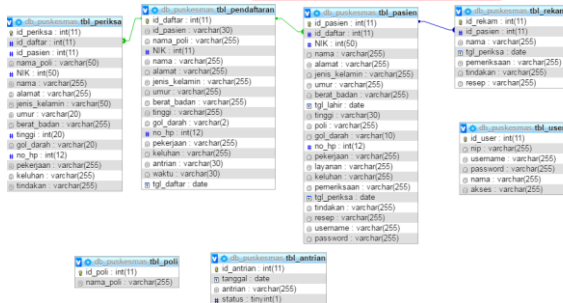 db_puskesmas.tbl_periksa
id_periksa : int(11)
id_daftar : int(11)
id_pasien : int(11)
nama_poli : varchar(50)
NIK : int(50)
nama : varchar(255)
alamat : varchar(255)
jenis_kelamin : varchar(50)
umur : varchar(20)
berat_badan : varchar(255)
tinggi : int(20)
gol_darah : varchar(20)
no_hp : int(12)
pekerjaan : varchar(255)
keluhan : varchar(255)
tindakan : varchar(255)
db_puskesmas.tbl_pendaftaran
id_daftar : int(11)
id_pasien : varchar(30)
nama_poli : varchar(255)
NIK : int(11)
nama : varchar(255)
alamat : varchar(255)
jenis_kelamin : varchar(255)
umur : varchar(255)
berat_badan : varchar(255)
tinggi : varchar(255)
gol_darah : varchar(2)
no_hp : int(12)
pekerjaan : varchar(255)
keluhan : varchar(255)
antrian : varchar(30)
waktu : varchar(30)
tgl_daftar : date
db_puskesmas.tbl_pasien
id_pasien : int(11)
id_daftar : int(11)
NIK : int(50)
nama : varchar(255)
alamat : varchar(255)
jenis_kelamin : varchar(255)
umur : varchar(255)
berat_badan : varchar(255)
tgl_lahir : date
tinggi : varchar(30)
poli : varchar(255)
gol_darah : varchar(10)
no_hp : int(12)
pekerjaan : varchar(255)
layanan : varchar(255)
keluhan : varchar(255)
pemeriksaan : varchar(255)
tgl_periksa : date
tindakan : varchar(255)
resep : varchar(255)
username : varchar(255)
password : varchar(255)
db_puskesmas.tbl_rekam
id_rekam : int(11)
id_pasien : int(11)
tgl_periksa : date
pemeriksaan : varchar(255)
tindakan : varchar(255)
resep : varchar(255)
db_puskesmas.tbl_user
id_user : int(11)
nip : varchar(255)
username : varchar(255)
password : varchar(255)
nama : varchar(255)
akses : varchar(255)
db_puskesmas.tbl_poli
id_poli : int(11)
nama_poli : varchar(255)
db_puskesmas.tbl_antrian
id_antrian : int(11)
tanggal : date
antrian : varchar(255)
status : tinyint(1)